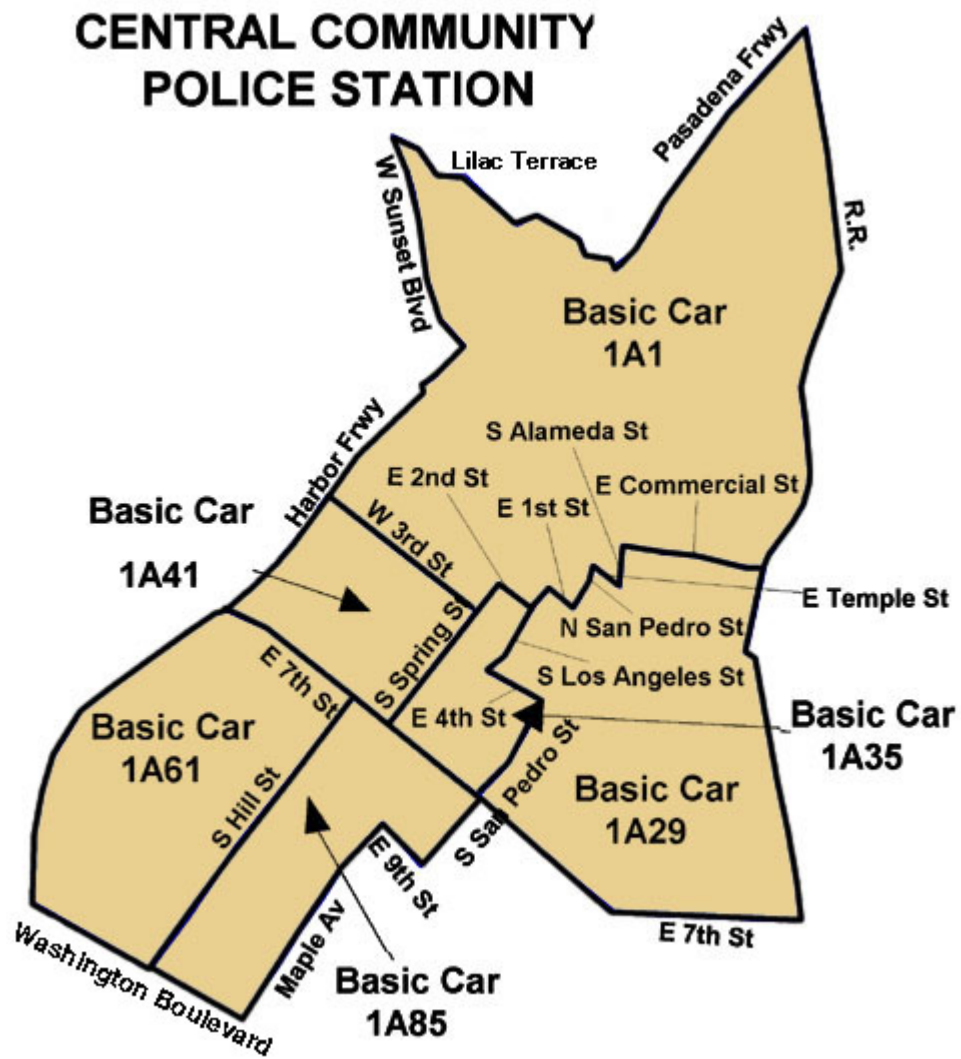 CENTRAL COMMUNITY
POLICE STATION
Pasadena Frwy
Lilac Terrace
W Sunset Blvd
R.R.
Basic Car
1A1
Harbor Frwy
S Alameda St
E 2nd St
E Commercial St
E 1st St
Basic Car
1A41
W 3rd St
E Temple St
N San Pedro St
S Spring S
E 7th St
S Los Angeles St
E 4th St
Basic Car
1A35
Basic Car
1A61
S San Pedro St
Basic Car
1A29
S Hill St
E 9th St
E 7th St
Maple Av
Washington Boulevard
Basic Car
1A85